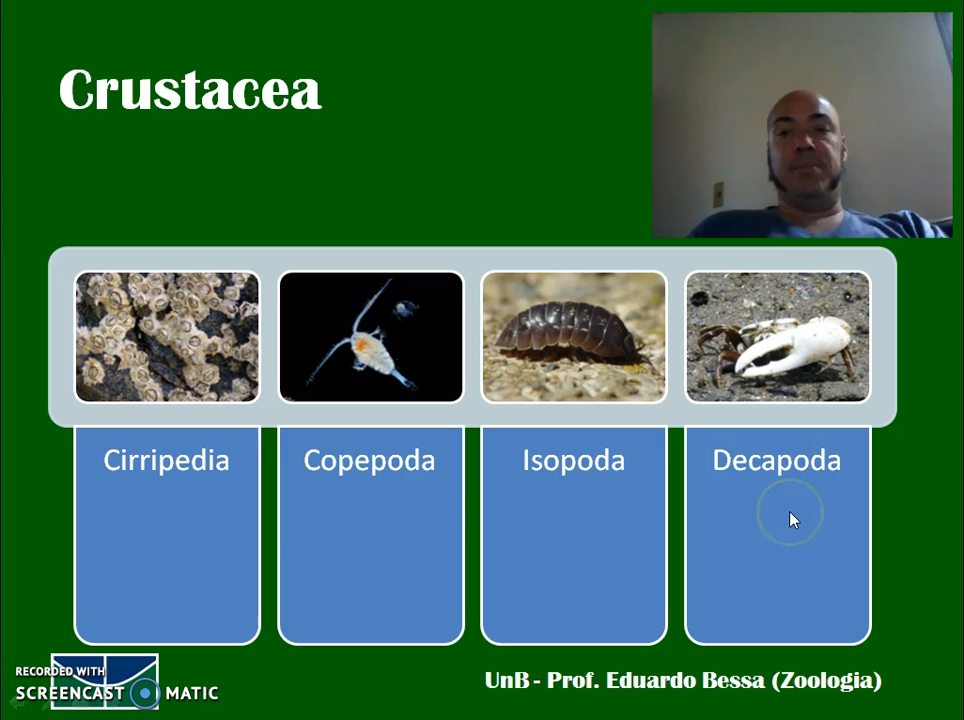 Crustacea
Cirripedia
Copepoda
Isopoda
Decapoda
RECORDED WITH
SCREENCAST MATIC
UnB - Prof. Eduardo Bessa (Zoologia)